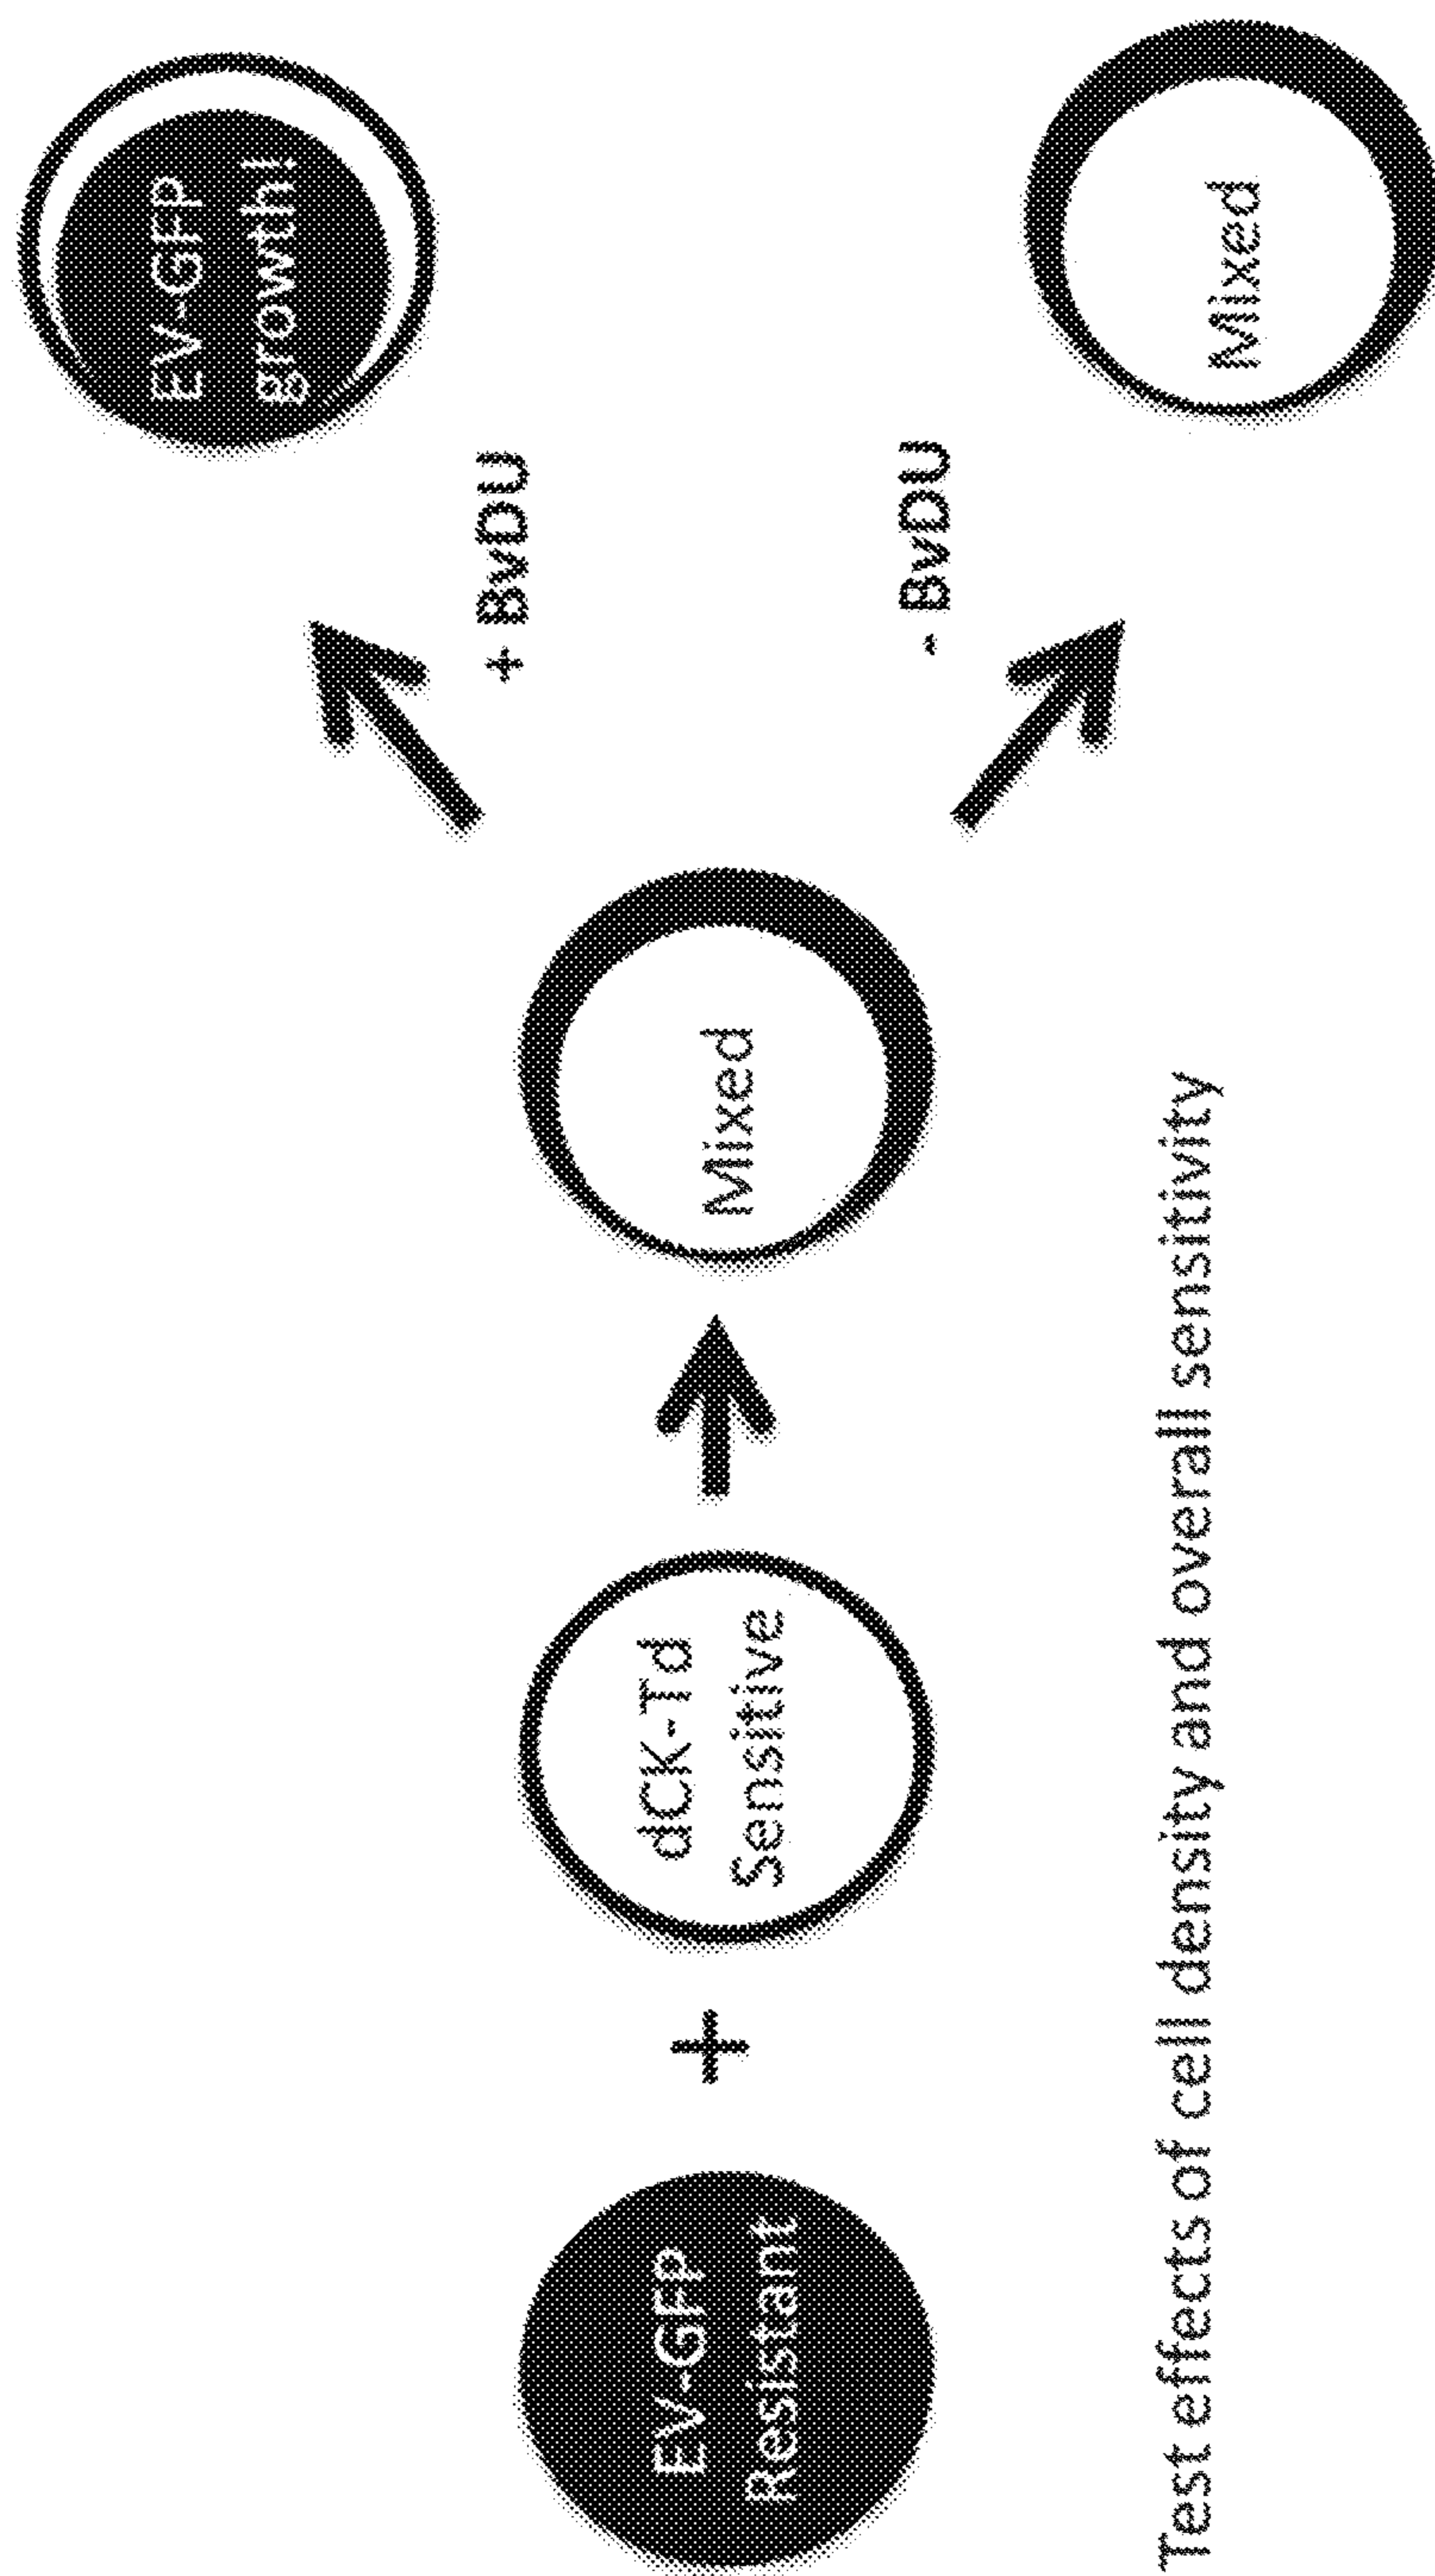 EV-GFP
Resistant
+
dCK-Td
Sensitive
Mixed
+ BvDU
EV-GFP
growth!
- BvDU
Mixed
Test effects of cell density and overall sensitivity